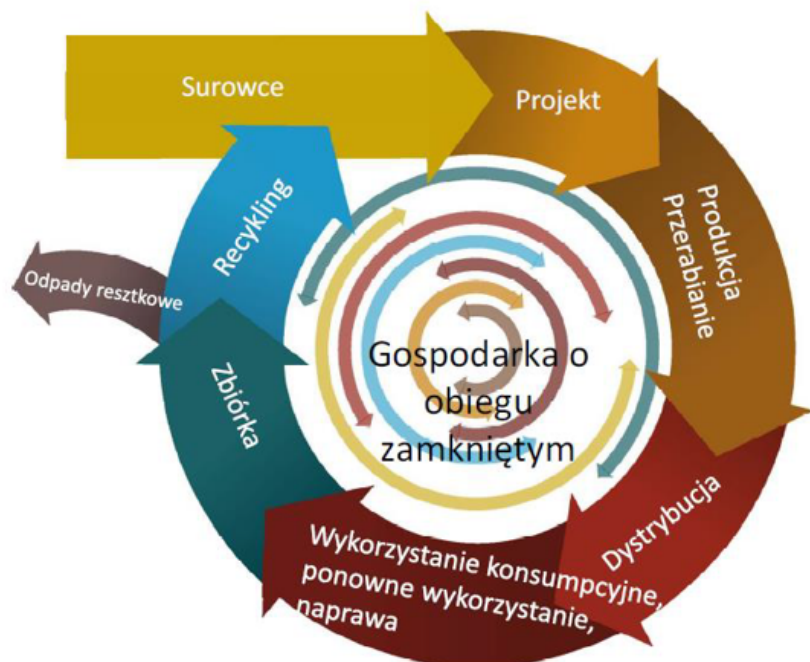 Surowce
Projekt
Produkcja
Przerabianie
Dystrybucja
Wykorzystanie konsumpcyjne,
ponowne wykorzystanie,
naprawa
Zbiórka
Recykling
Odpady resztkowe
Gospodarka o
obiegu
zamkniętym